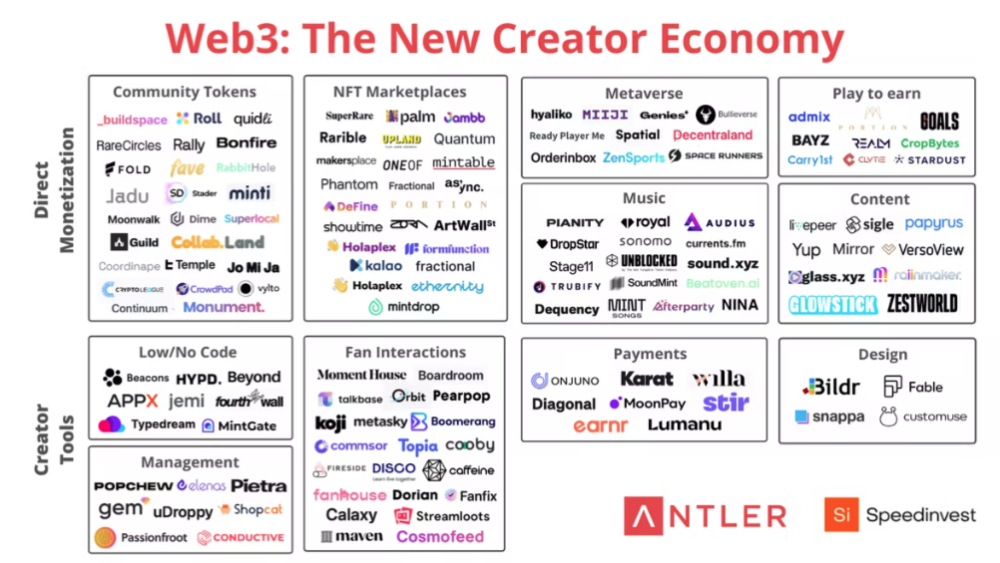 Web3: The New Creator Economy
Direct
Monetization
Community Tokens
_buildspace Roll quidli
RareCircles Rally Bonfire
FOLD fave RabbitHole
Jadu SD Stader minti
Moonwalk Dime Superlocal
Guild Collab.Land
Coordinape Temple Jo Mi Ja
CRYPTOLEAGUE CrowdPad vylto
Continuum Monument.
NFT Marketplaces
SuperRare palm Jambb
Rarible UPLAND Quantum
makersplace ONEOF mintable
Phantom Fractional async.
DeFine PORTION
showtime ZORA ArtWallSt
Holaplex formfunction
kalao fractional
Holaplex ethernity
mintdrop
Metaverse
hyaliko MIIJI Genies Bullieverse
Ready Player Me Spatial Decentraland
Orderinbox ZenSports SPACE RUNNERS
Play to earn
admix PORTION GOALS
BAYZ REALM CropBytes
Carry1st CLYTIE STARDUST
Music
PIANITY royal AUDIUS
DropStar sonomo currents.fm
Stage11 UNBLOCKED sound.xyz
TRUBIFY SoundMint Beatoven.ai
Dequency MINT SONGS Afterparty NINA
Content
livepeer sigle papyrus
Yup Mirror VersoView
glass.xyz rainmaker.
GLOWSTICK ZESTWORLD
Creator
Tools
Low/No Code
Beacons HYPD. Beyond
APPX jemi fourthwall
Typedream MintGate
Management
POPCHEW elenas Pietra
gem uDroppy Shopcat
Passionfroot CONDUCTIVE
Fan Interactions
Moment House Boardroom
talkbase Orbit Pearpop
koji metasky Boomerang
commsor Topia cooby
FIRESIDE DISCO Learn live together caffeine
fanhouse Dorian Fanfix
Calaxy Streamloots
maven Cosmofeed
Payments
ONJUNO Karat willa
Diagonal MoonPay stir
earnr Lumanu
Design
Bildr Fable
snappa customuse
ANTLER Si Speedinvest